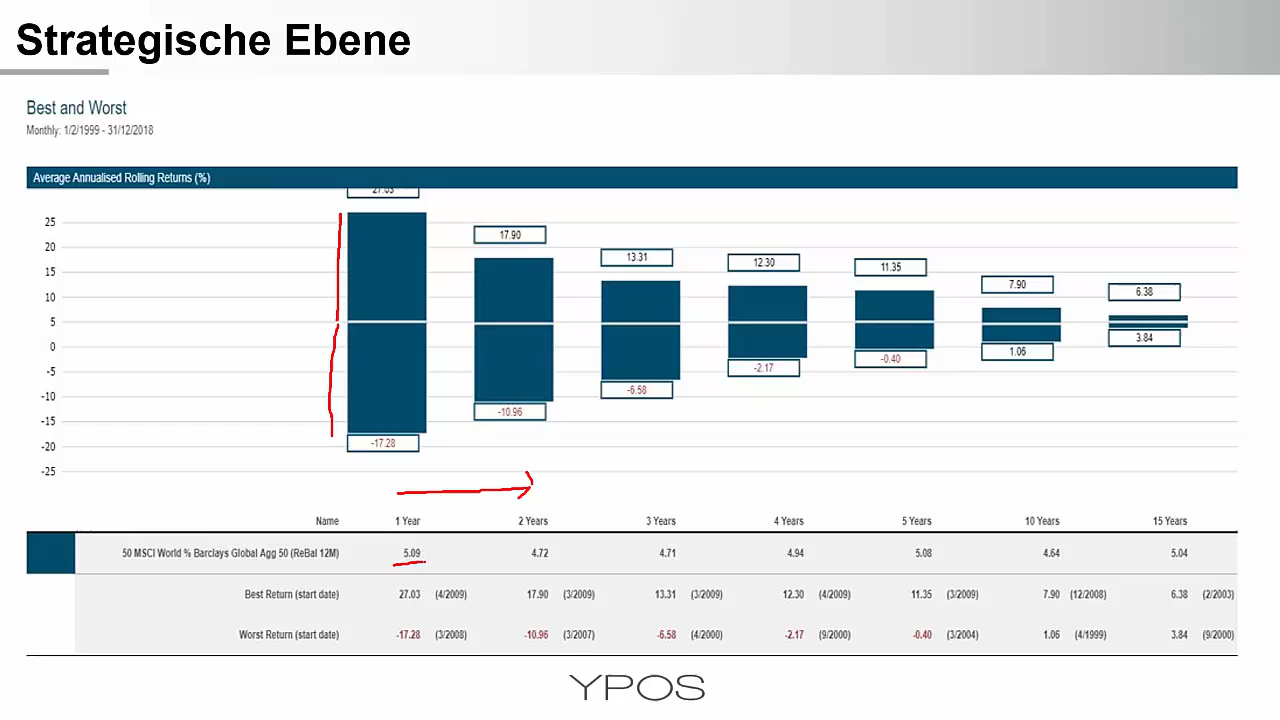 Strategische Ebene
Best and Worst
Monthly: 1/2/1999 - 31/12/2018
Average Annualised Rolling Returns (%)
27.03
17.90
13.31
12.30
11.35
7.90
6.38
25
20
15
10
5
0
-5
-10
-15
-20
-25
-17.28
-10.96
-6.58
-2.17
-0.40
1.06
3.84
Name 1 Year 2 Years 3 Years 4 Years 5 Years 10 Years 15 Years
50 MSCI World % Barclays Global Agg 50 (ReBal 12M) 5.09 4.72 4.71 4.94 5.08 4.64 5.04
Best Return (start date) 27.03 (4/2009) 17.90 (3/2009) 13.31 (3/2009) 12.30 (4/2009) 11.35 (3/2009) 7.90 (12/2008) 6.38 (2/2003)
Worst Return (start date) -17.28 (3/2008) -10.96 (3/2007) -6.58 (4/2000) -2.17 (9/2000) -0.40 (3/2004) 1.06 (4/1999) 3.84 (9/2000)
YPOS